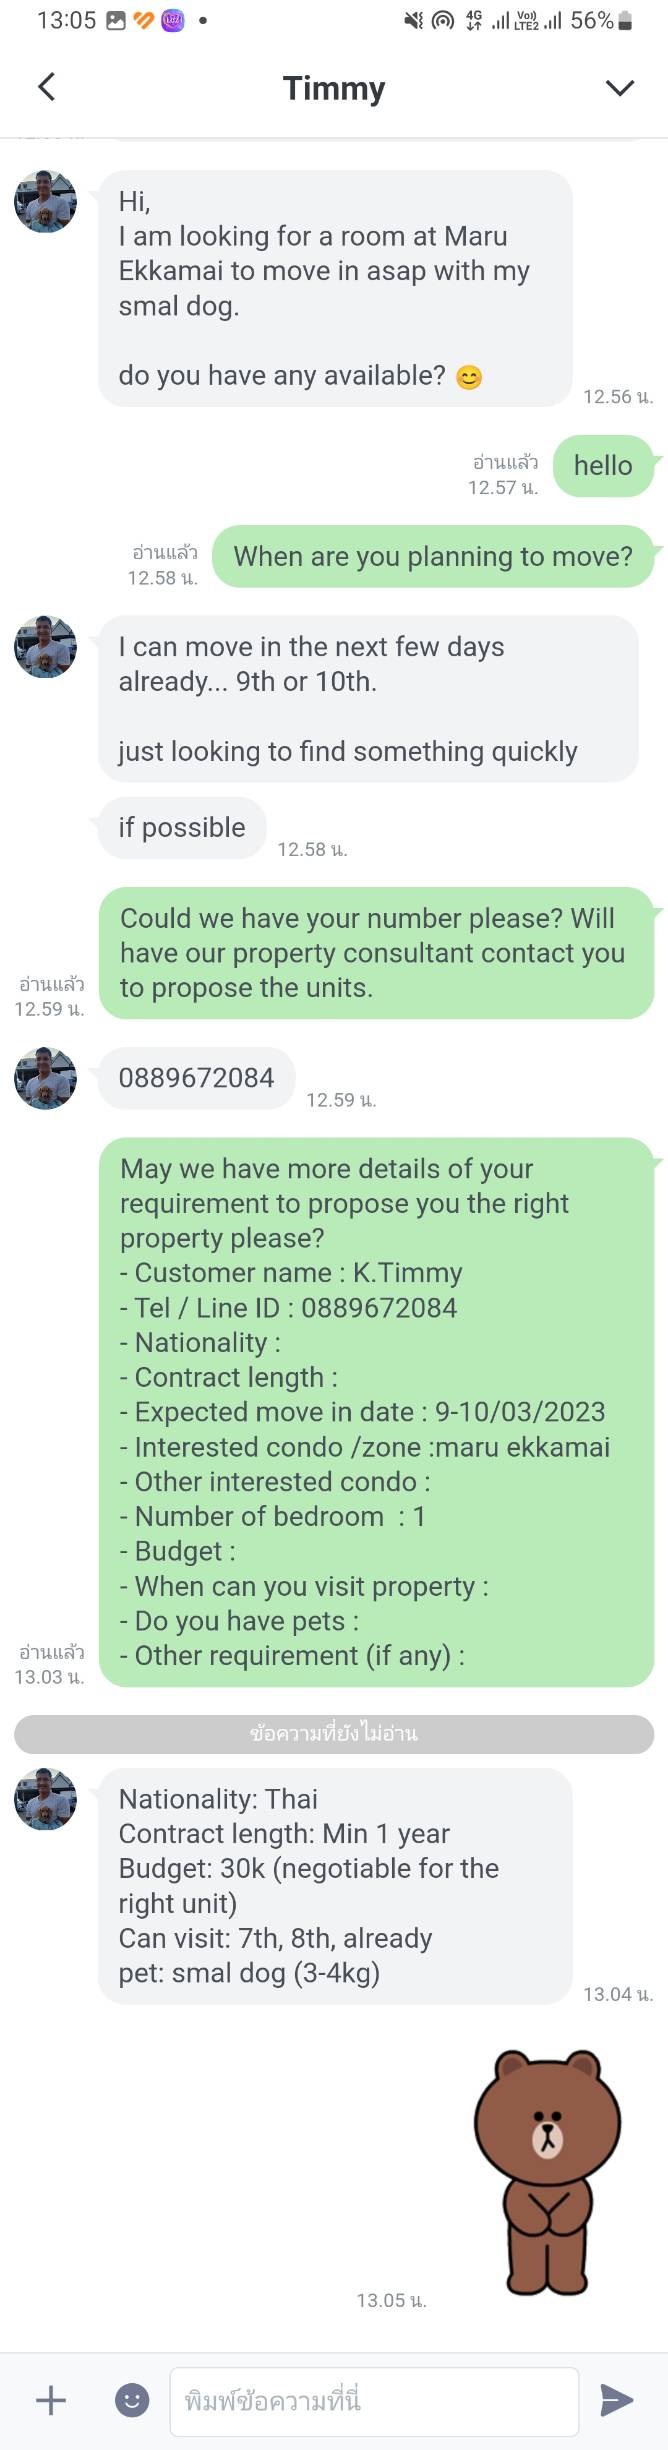 13:05
4G
Vo)
LTE2
56%
Timmy
Hi,
I am looking for a room at Maru
Ekkamai to move in asap with my
smal dog.
do you have any available? 😊
12.56 น.
hello
อ่านแล้ว
12.57 น.
When are you planning to move?
อ่านแล้ว
12.58 น.
I can move in the next few days
already... 9th or 10th.
just looking to find something quickly
if possible
12.58 น.
Could we have your number please? Will
have our property consultant contact you
to propose the units.
อ่านแล้ว
12.59 น.
0889672084
12.59 น.
May we have more details of your
requirement to propose you the right
property please?
- Customer name : K.Timmy
- Tel / Line ID : 0889672084
- Nationality :
- Contract length :
- Expected move in date : 9-10/03/2023
- Interested condo /zone :maru ekkamai
- Other interested condo :
- Number of bedroom  : 1
- Budget :
- When can you visit property :
- Do you have pets :
- Other requirement (if any) :
อ่านแล้ว
13.03 น.
ข้อความที่ยังไม่อ่าน
Nationality: Thai
Contract length: Min 1 year
Budget: 30k (negotiable for the
right unit)
Can visit: 7th, 8th, already
pet: smal dog (3-4kg)
13.04 น.
13.05 น.
พิมพ์ข้อความที่นี่